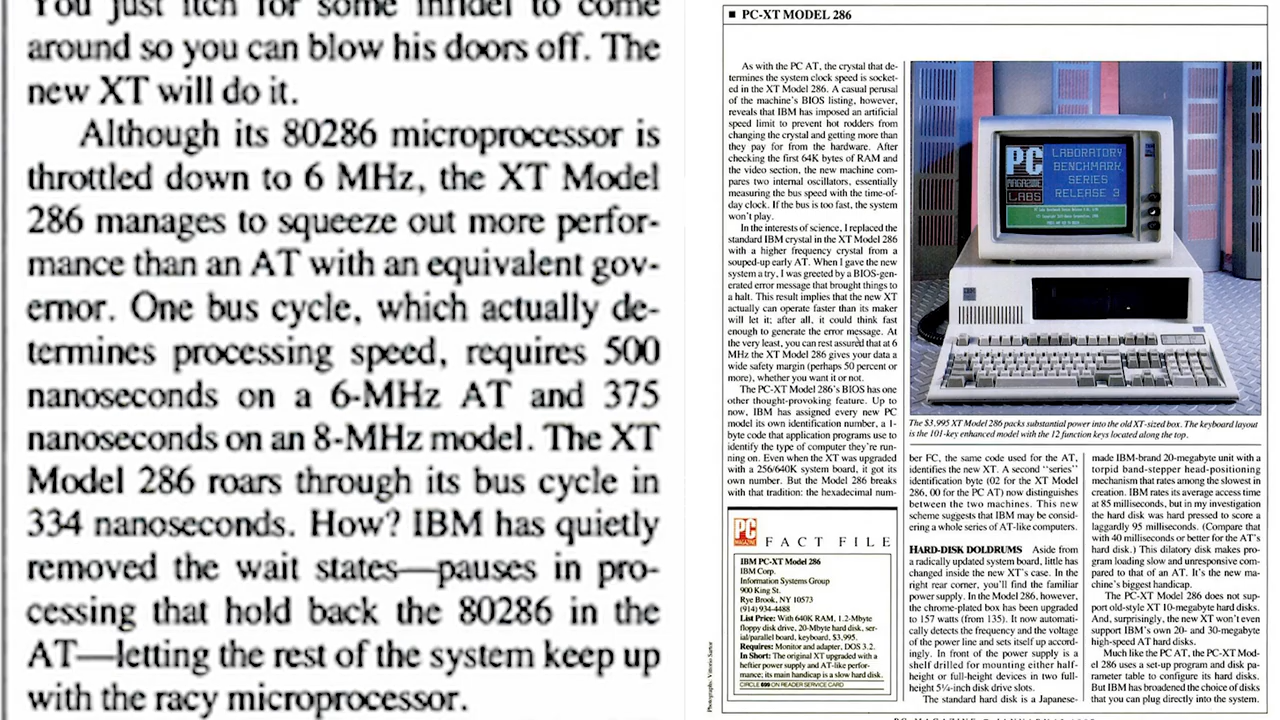 You just itch for some infidel to come
around so you can blow his doors off. The
new XT will do it.
Although its 80286 microprocessor is
throttled down to 6 MHz, the XT Model
286 manages to squeeze out more perfor-
mance than an AT with an equivalent gov-
ernor. One bus cycle, which actually de-
termines processing speed, requires 500
nanoseconds on a 6-MHz AT and 375
nanoseconds on an 8-MHz model. The XT
Model 286 roars through its bus cycle in
334 nanoseconds. How? IBM has quietly
removed the wait states—pauses in pro-
cessing that hold back the 80286 in the
AT—letting the rest of the system keep up
with the racy microprocessor.
■ PC-XT MODEL 286
As with the PC AT, the crystal that de-
termines the system clock speed is socket-
ed in the XT Model 286. A casual perusal
of the machine's BIOS listing, however,
reveals that IBM has imposed an artificial
speed limit to prevent hot rodders from
changing the crystal and getting more than
they pay for from the hardware. After
checking the first 64K bytes of RAM and
the video section, the new machine com-
pares two internal oscillators, essentially
measuring the bus speed with the time-of-
day clock. If the bus is too fast, the system
won't play.
In the interests of science, I replaced the
standard IBM crystal in the XT Model 286
with a higher frequency crystal from a
souped-up early AT. When I gave the new
system a try, I was greeted by a BIOS-gen-
erated error message that brought things to
a halt. This result implies that the new XT
actually can operate faster than its maker
will let it; after all, it could think fast
enough to generate the error message. At
the very least, you can rest assured that at 6
MHz the XT Model 286 gives your data a
wide safety margin (perhaps 50 percent or
more), whether you want it or not.
The PC-XT Model 286's BIOS has one
other thought-provoking feature. Up to
now, IBM has assigned every new PC
model its own identification number, a 1-
byte code that application programs use to
identify the type of computer they're run-
ning on. Even when the XT was upgraded
with a 256/640K system board, it got its
own number. But the Model 286 breaks
with that tradition: the hexadecimal num-
PC
MAGAZINE
LABS
LABORATORY
BENCHMARK
SERIES
RELEASE 3
The $3,995 XT Model 286 packs substantial power into the old XT-sized box. The keyboard layout
is the 101-key enhanced model with the 12 function keys located along the top.
ber FC, the same code used for the AT,
identifies the new XT. A second "series"
identification byte (02 for the XT Model
286, 00 for the PC AT) now distinguishes
between the two machines. This new
scheme suggests that IBM may be consid-
ering a whole series of AT-like computers.
HARD-DISK DOLDRUMS Aside from
a radically updated system board, little has
changed inside the new XT's case. In the
right rear corner, you'll find the familiar
power supply. In the Model 286, however,
the chrome-plated box has been upgraded
to 157 watts (from 135). It now automati-
cally detects the frequency and the voltage
of the power line and sets itself up accord-
ingly. In front of the power supply is a
shelf drilled for mounting either half-
height or full-height devices in two full-
height 5¼-inch disk drive slots.
The standard hard disk is a Japanese-
made IBM-brand 20-megabyte unit with a
torpid band-stepper head-positioning
mechanism that rates among the slowest in
creation. IBM rates its average access time
at 85 milliseconds, but in my investigation
the hard disk was hard pressed to score a
laggardly 95 milliseconds. (Compare that
with 40 milliseconds or better for the AT's
hard disk.) This dilatory disk makes pro-
gram loading slow and unresponsive com-
pared to that of an AT. It's the new ma-
chine's biggest handicap.
The PC-XT Model 286 does not sup-
port old-style XT 10-megabyte hard disks.
And, surprisingly, the new XT won't even
support IBM's own 20- and 30-megabyte
high-speed AT hard disks.
Much like the PC AT, the PC-XT Mod-
el 286 uses a set-up program and disk pa-
rameter table to configure its hard disks.
But IBM has broadened the choice of disks
that you can plug directly into the system.
PC
MAGAZINE
FACT FILE
IBM PC-XT Model 286
IBM Corp.
Information Systems Group
900 King St.
Rye Brook, NY 10573
(914) 934-4488
List Price: With 640K RAM, 1.2-Mbyte
floppy disk drive, 20-Mbyte hard disk, ser-
ial/parallel board, keyboard, $3,995.
Requires: Monitor and adapter, DOS 3.2.
In Short: The original XT upgraded with a
heftier power supply and AT-like perfor-
mance; its main handicap is a slow hard disk.
CIRCLE 699 ON READER SERVICE CARD
Photographs: Vittorio Sartor